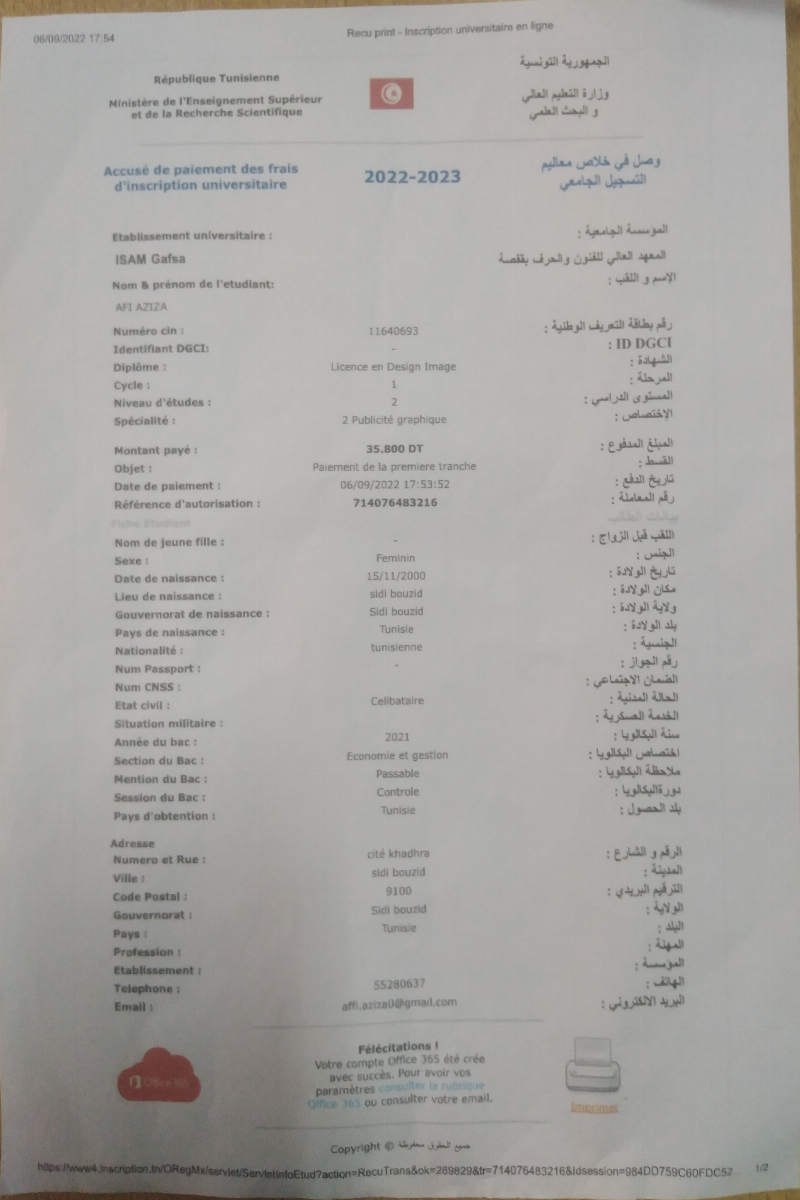 06/09/2022 17:54
Recu print - Inscription universitaire en ligne
République Tunisienne
الجمهورية التونسية
Ministère de l'Enseignement Supérieur
et de la Recherche Scientifique
وزارة التعليم العالي
و البحث العلمي
Accusé de paiement des frais
d'inscription universitaire
2022-2023
وصل في خلاص معاليم
التسجيل الجامعي
Etablissement universitaire :
المؤسسة الجامعية :
ISAM Gafsa
المعهد العالي للفنون والحرف بقفصة
Nom & prénom de l'etudiant:
الإسم و اللقب :
AFI AZIZA
Numéro cin : 11640693 رقم بطاقة التعريف الوطنية :
Identifiant DGCI: - ID DGCI :
Diplôme : Licence en Design Image الشهادة :
Cycle : 1 المرحلة :
Niveau d'études : 2 المستوى الدراسي :
Spécialité : 2 Publicité graphique الإختصاص :
Montant payé : 35.800 DT المبلغ المدفوع :
Objet : Paiement de la premiere tranche القسط :
Date de paiement : 06/09/2022 17:53:52 تاريخ الدفع :
Référence d'autorisation : 714076483216 رقم المعاملة :
Fiche Etudiant بيانات الطالب
Nom de jeune fille : - اللقب قبل الزواج :
Sexe : Feminin الجنس :
Date de naissance : 15/11/2000 تاريخ الولادة :
Lieu de naissance : sidi bouzid مكان الولادة :
Gouvernorat de naissance : Sidi bouzid ولاية الولادة :
Pays de naissance : Tunisie بلد الولادة :
Nationalité : tunisienne الجنسية :
Num Passport : - رقم الجواز :
Num CNSS : الضمان الاجتماعي :
Etat civil : Celibataire الحالة المدنية :
Situation militaire : الخدمة العسكرية :
Année du bac : 2021 سنة البكالوريا :
Section du Bac : Economie et gestion اختصاص البكالوريا :
Mention du Bac : Passable ملاحظة البكالوريا :
Session du Bac : Controle دورةالبكالوريا :
Pays d'obtention : Tunisie بلد الحصول :
Adresse
Numero et Rue : cité khadhra الرقم و الشارع :
Ville : sidi bouzid المدينة :
Code Postal : 9100 الترقيم البريدي :
Gouvernorat : Sidi bouzid الولاية :
Pays : Tunisie البلد :
Profession : المهنة :
Etablissement : المؤسسة :
Telephone : 55280637 الهاتف :
Email : affi.aziza0@gmail.com البريد الالكتروني :
Félécitations !
Votre compte Office 365 été crée
avec succès. Pour avoir vos
paramètres consulter la rubrique
Office 365 ou consulter votre email.
Office 365
Imprimer
Copyright © جميع الحقوق محفوظة
https://www4.inscription.tn/ORegMx/servlet/ServletInfoEtud?action=RecuTrans&ok=289829&tr=714076483216&Idsession=984DD759C60FDC52... 1/2